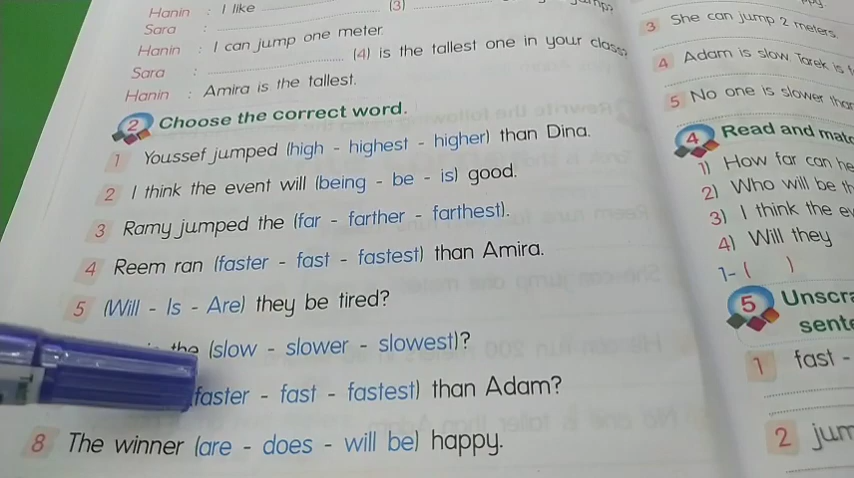 Hanin : I like
(3)
Sara :
Hanin : I can jump one meter.
Sara : (4) is the tallest one in your class?
Hanin : Amira is the tallest.
2 Choose the correct word.
1 Youssef jumped (high - highest - higher) than Dina.
2 I think the event will (being - be - is) good.
3 Ramy jumped the (far - farther - farthest).
4 Reem ran (faster - fast - fastest) than Amira.
5 (Will - Is - Are) they be tired?
the (slow - slower - slowest)?
(faster - fast - fastest) than Adam?
8 The winner (are - does - will be) happy.
3 She can jump 2 meters.
4 Adam is slow. Tarek is
5 No one is slower than
4 Read and match
1) How far can he
2) Who will be th
3) I think the ev
4) Will they
1- ( )
5 Unscra
sente
1 fast -
2 jum